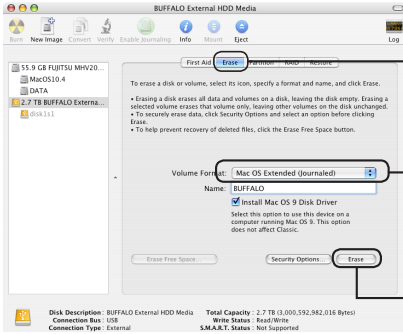 BUFFALO External HDD Media
Burn New Image Convert Verify Enable Journaling Info Mount Eject Log
55.9 GB FUJITSU MHV20...
MacOS10.4
DATA
2.7 TB BUFFALO Externa...
disk1s1
First Aid Erase Partition RAID Restore
To erase a disk or volume, select its icon, specify a format and name, and click Erase.
• Erasing a disk erases all data and volumes on a disk, leaving the disk empty. Erasing a
selected volume erases that volume only, leaving other volumes on the disk unchanged.
• To securely erase data, click Security Options and select an option before clicking
Erase.
• To help prevent recovery of deleted files, click the Erase Free Space button.
Volume Format: Mac OS Extended (Journaled)
Name: BUFFALO
Install Mac OS 9 Disk Driver
Select this option to use this device on a
computer running Mac OS 9. This option
does not affect Classic.
Erase Free Space... Security Options... Erase
Disk Description : BUFFALO External HDD Media Total Capacity : 2.7 TB (3,000,592,982,016 Bytes)
Connection Bus : USB Write Status : Read/Write
Connection Type : External S.M.A.R.T. Status : Not Supported